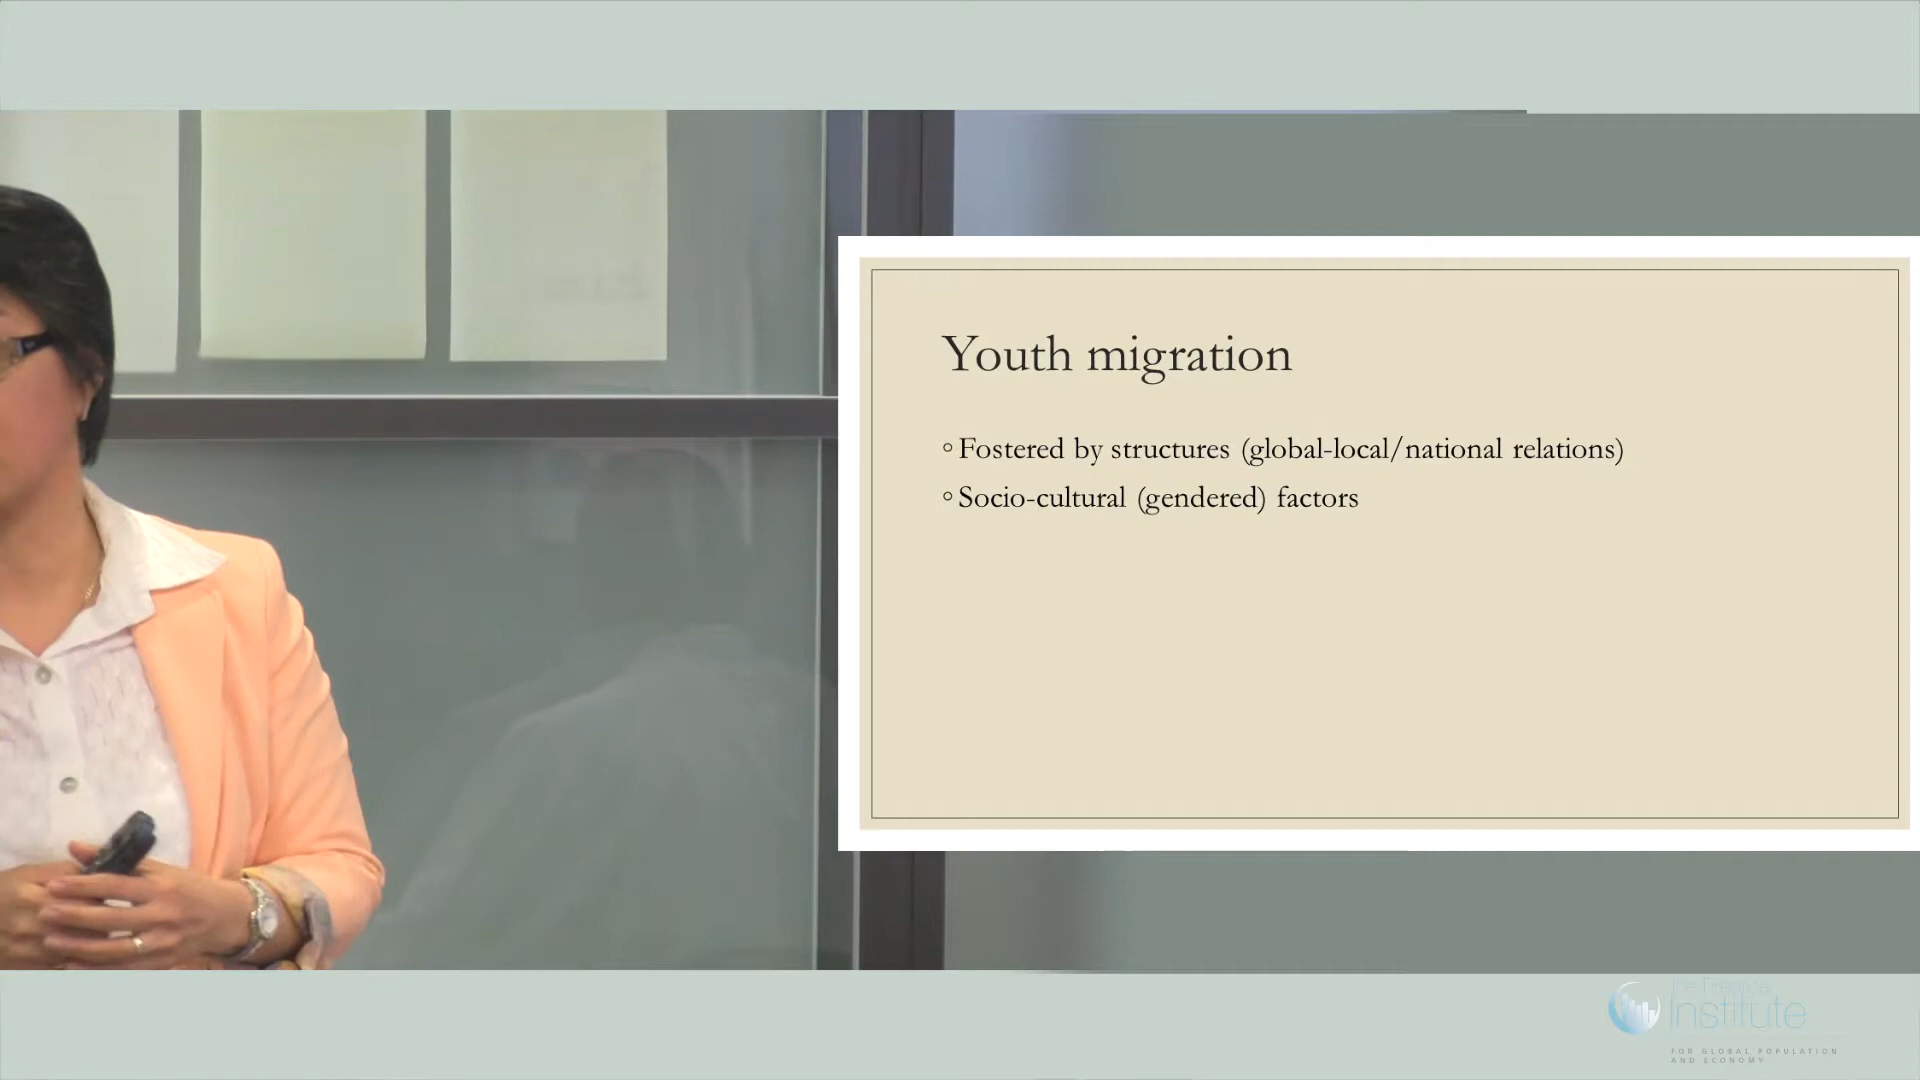 Youth migration
◦ Fostered by structures (global-local/national relations)
◦ Socio-cultural (gendered) factors
Institute
FOR GLOBAL POPULATION
AND ECONOMY